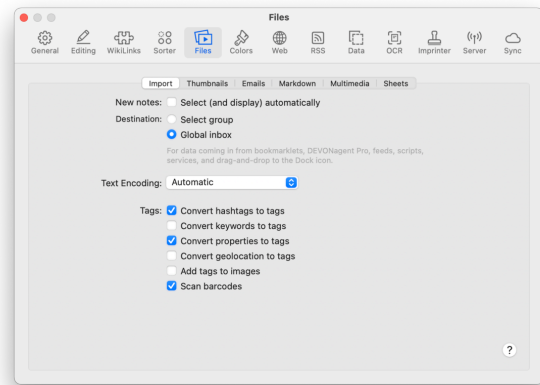 Files
General Editing WikiLinks Sorter Files Colors Web RSS Data OCR Imprinter Server Sync
Import Thumbnails Emails Markdown Multimedia Sheets
New notes: Select (and display) automatically
Destination: Select group
Global inbox
For data coming in from bookmarklets, DEVONagent Pro, feeds, scripts,
services, and drag-and-drop to the Dock icon.
Text Encoding: Automatic
Tags: Convert hashtags to tags
Convert keywords to tags
Convert properties to tags
Convert geolocation to tags
Add tags to images
Scan barcodes
?